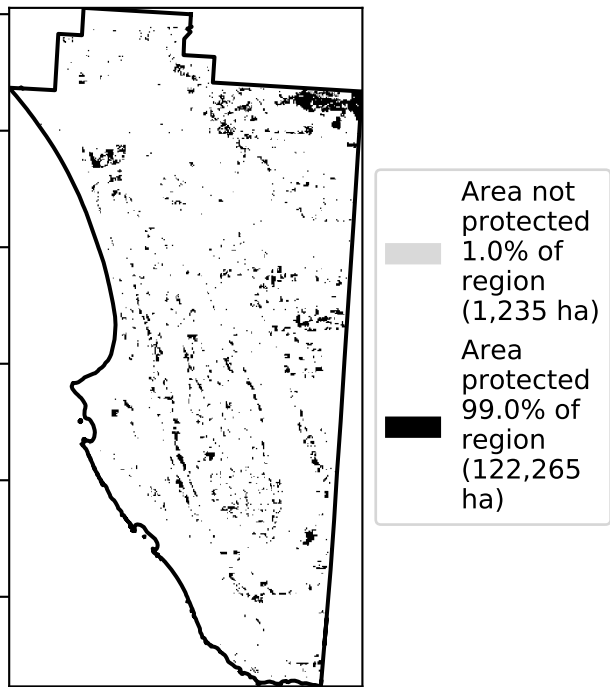 Area not
protected
1.0% of
region
(1,235 ha)
Area
protected
99.0% of
region
(122,265
ha)